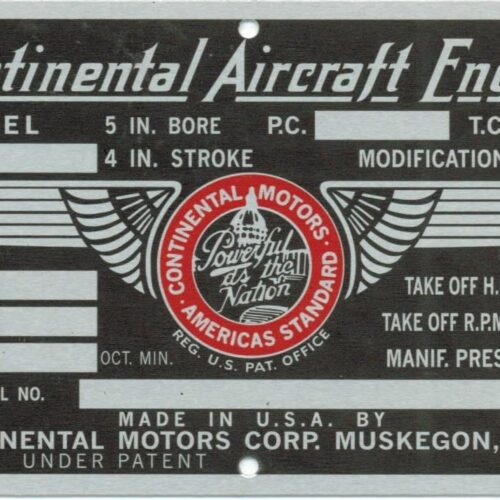 ntinental Aircraft Eng
EL 5 IN. BORE P.C. T.C
4 IN. STROKE MODIFICATION
CONTINENTAL MOTORS
Powerful
as the
Nation
AMERICAS STANDARD
REG. U.S. PAT. OFFICE
TAKE OFF H.
TAKE OFF R.P.M
OCT. MIN. MANIF. PRES
L NO.
MADE IN U.S.A. BY
NENTAL MOTORS CORP. MUSKEGON,
UNDER PATENT